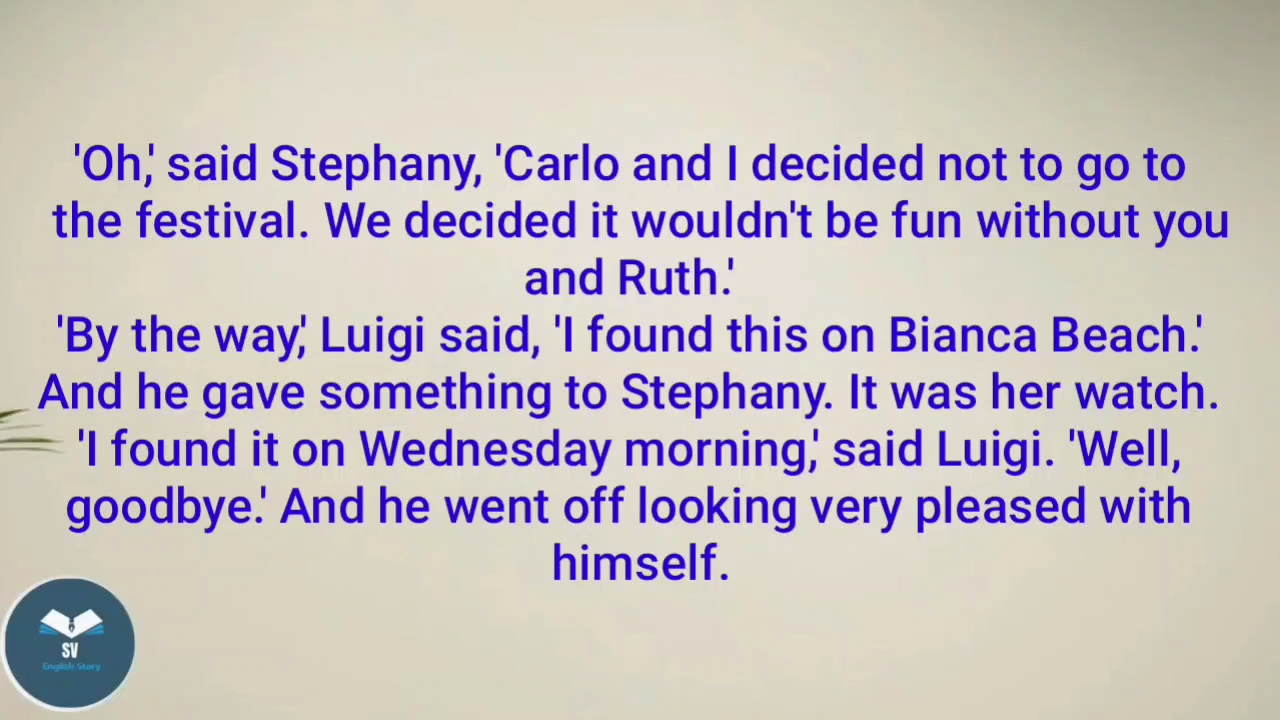 'Oh,' said Stephany, 'Carlo and I decided not to go to
the festival. We decided it wouldn't be fun without you
and Ruth.'
'By the way,' Luigi said, 'I found this on Bianca Beach.'
And he gave something to Stephany. It was her watch.
'I found it on Wednesday morning,' said Luigi. 'Well,
goodbye.' And he went off looking very pleased with
himself.
SV
English Story